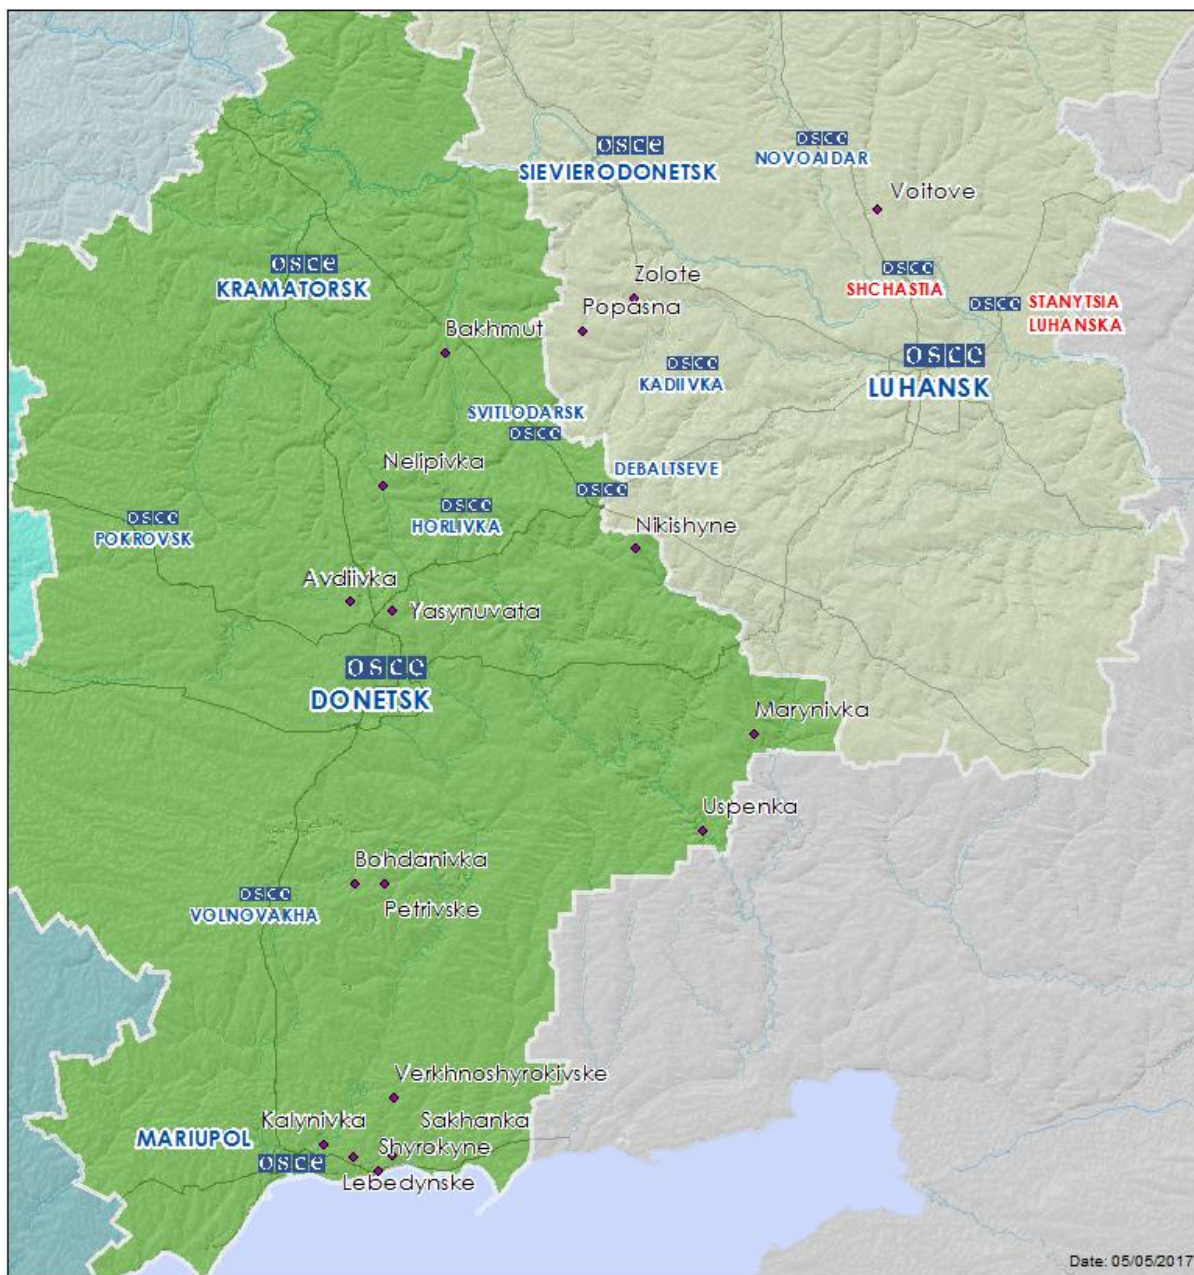 OSCE
SIEVIERODONETSK
OSCE
NOVOAIDAR
Voitove
OSCE
KRAMATORSK
Zolote
OSCE
SHCHASTIA
OSCE
STANYTSIA
LUHANSKA
Popasna
Bakhmut
OSCE
KADIIVKA
OSCE
LUHANSK
SVITLODARSK
OSCE
Nelipivka
DEBALTSEVE
OSCE
OSCE
HORLIVKA
OSCE
POKROVSK
Nikishyne
Avdiivka
Yasynuvata
OSCE
DONETSK
Marynivka
Uspenka
Bohdanivka
Petrivske
OSCE
VOLNOVAKHA
Verkhnoshyrokivske
Kalynivka
Sakhanka
MARIUPOL
OSCE
Shyrokyne
Lebedynske
Date: 05/05/2017